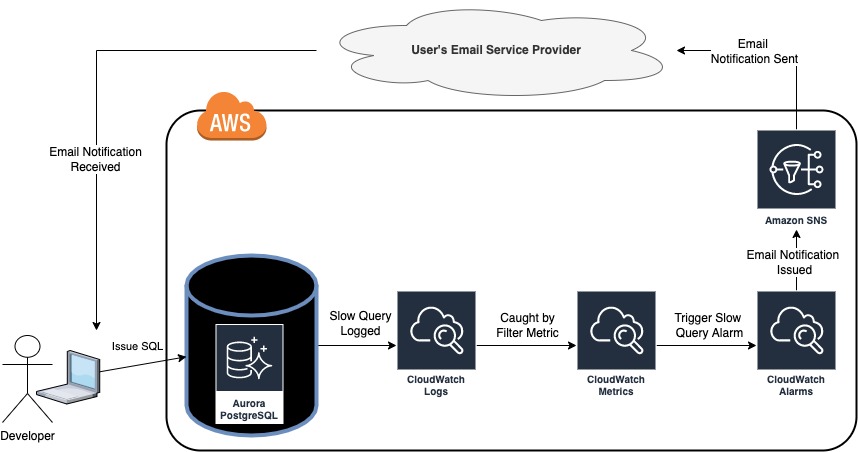 User's Email Service Provider
Email
Notification Sent
AWS
Email Notification
Received
Amazon SNS
Email Notification
Issued
Slow Query
Logged
Caught by
Filter Metric
Trigger Slow
Query Alarm
Issue SQL
Aurora
PostgreSQL
CloudWatch
Logs
CloudWatch
Metrics
CloudWatch
Alarms
Developer